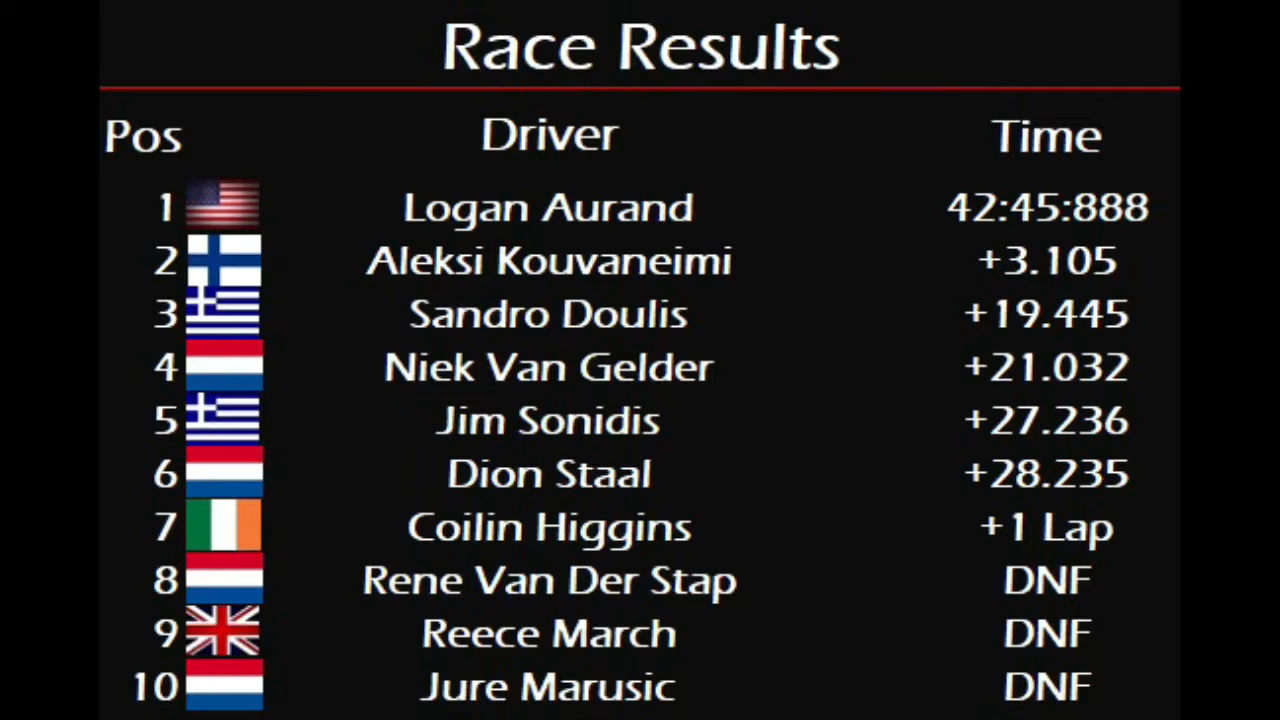 Race Results
Pos Driver Time
1 Logan Aurand 42:45:888
2 Aleksi Kouvaneimi +3.105
3 Sandro Doulis +19.445
4 Niek Van Gelder +21.032
5 Jim Sonidis +27.236
6 Dion Staal +28.235
7 Coilin Higgins +1 Lap
8 Rene Van Der Stap DNF
9 Reece March DNF
10 Jure Marusic DNF